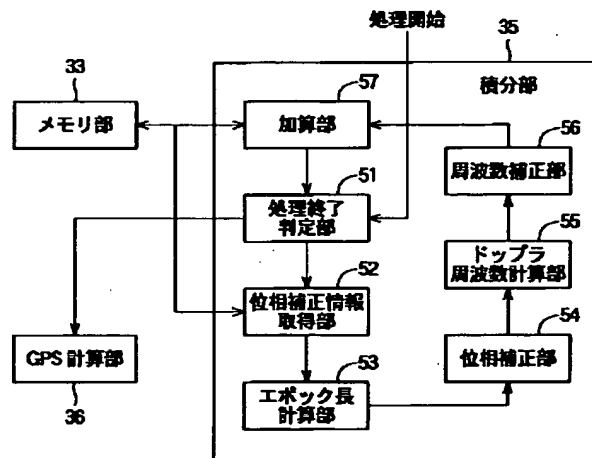 処理開始
35
積分部
33
メモリ部
57
加算部
56
周波数補正部
51
処理終了
判定部
55
ドップラ
周波数計算部
52
位相補正情報
取得部
54
位相補正部
GPS計算部
36
53
エポック長
計算部